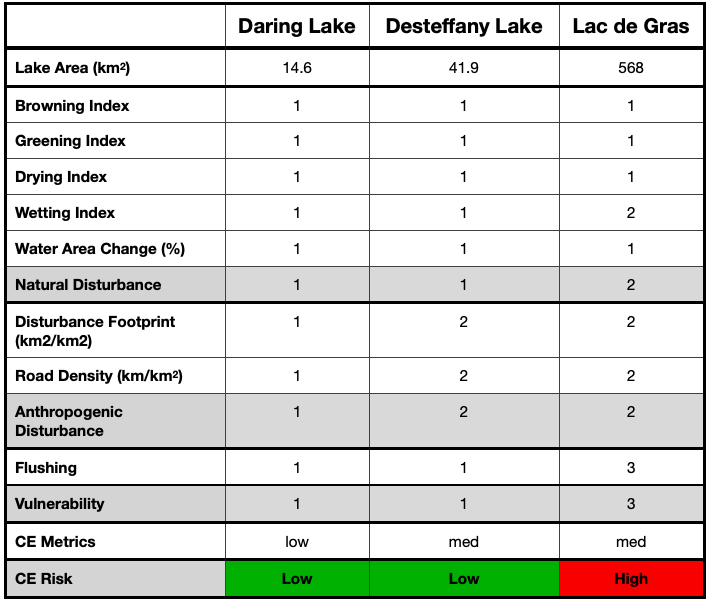 Daring Lake Desteffany Lake Lac de Gras
Lake Area (km²) 14.6 41.9 568
Browning Index 1 1 1
Greening Index 1 1 1
Drying Index 1 1 1
Wetting Index 1 1 2
Water Area Change (%) 1 1 1
Natural Disturbance 1 1 2
Disturbance Footprint 1 2 2
(km2/km2)
Road Density (km/km²) 1 2 2
Anthropogenic 1 2 2
Disturbance
Flushing 1 1 3
Vulnerability 1 1 3
CE Metrics low med med
CE Risk Low Low High